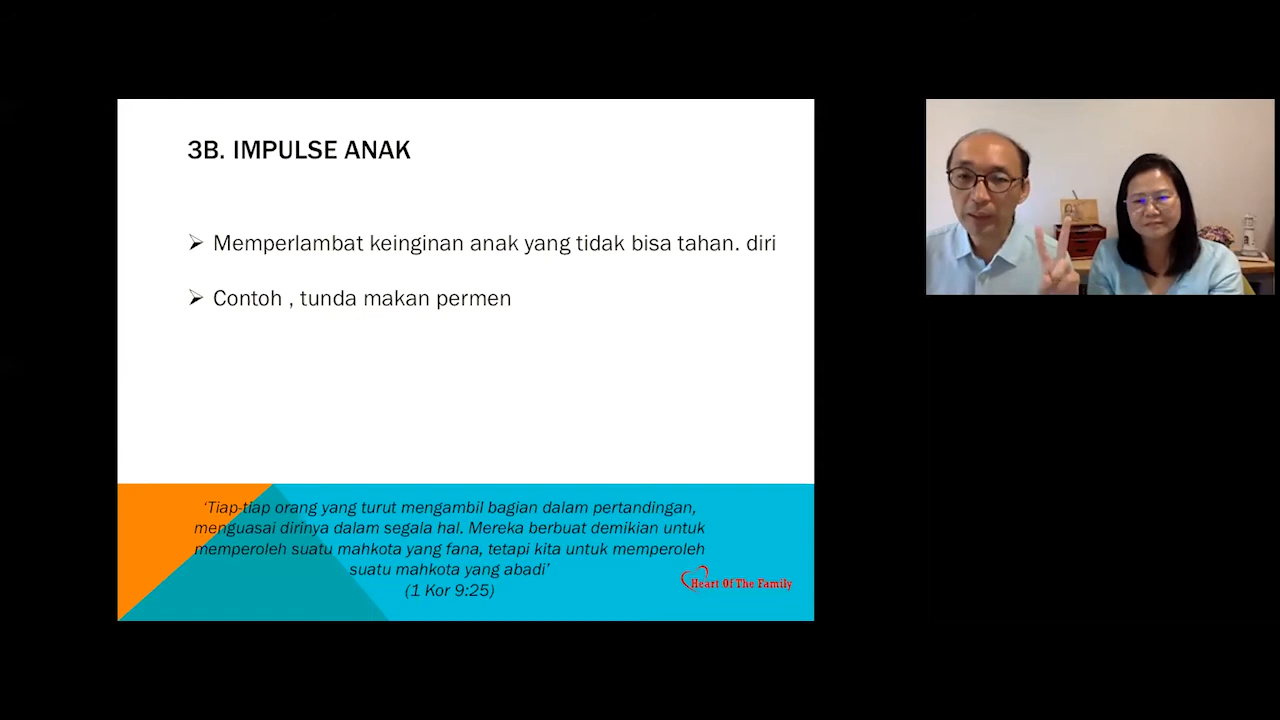 3B. IMPULSE ANAK
Memperlambat keinginan anak yang tidak bisa tahan. diri
Contoh , tunda makan permen
‘Tiap-tiap orang yang turut mengambil bagian dalam pertandingan,
menguasai dirinya dalam segala hal. Mereka berbuat demikian untuk
memperoleh suatu mahkota yang fana, tetapi kita untuk memperoleh
suatu mahkota yang abadi’
(1 Kor 9:25)
Heart Of The Family